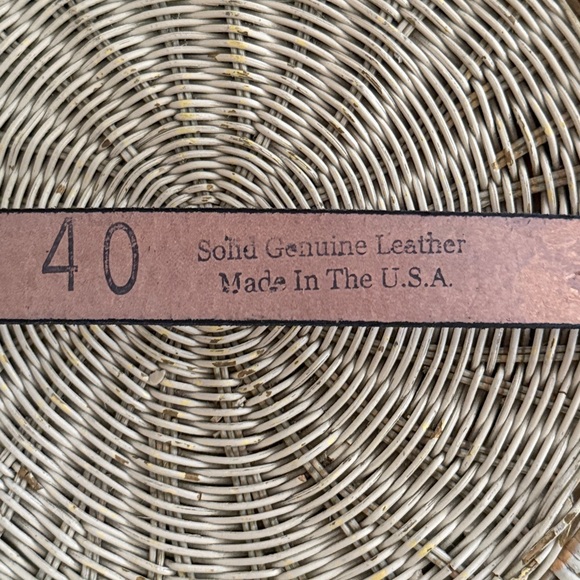 40
Solid Genuine Leather
Made In The U.S.A.